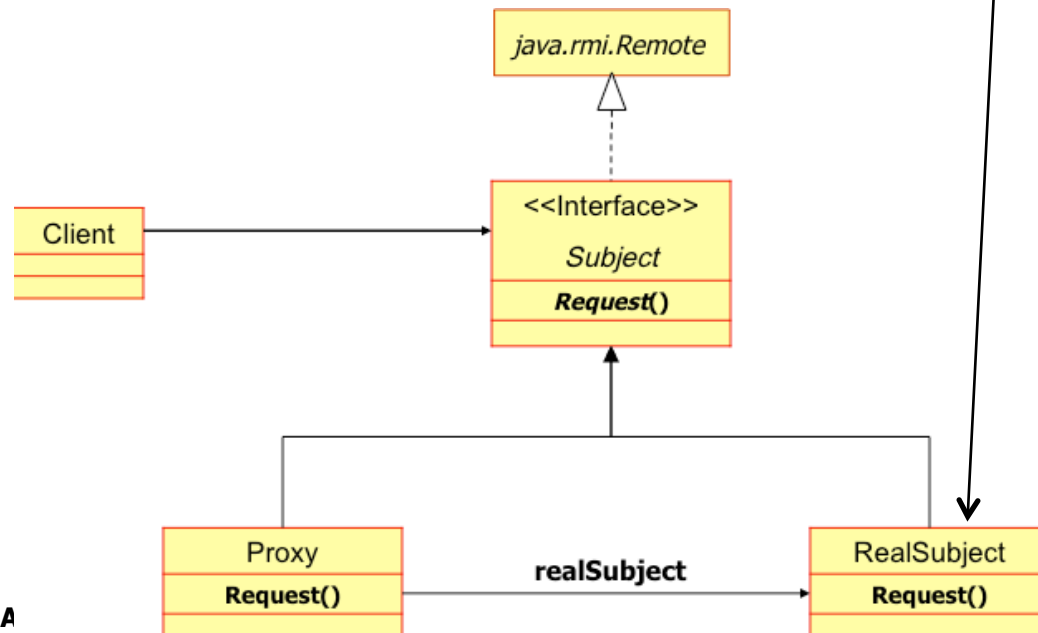 java.rmi.Remote
<<Interface>>
Client
Subject
Request()
Proxy
realSubject
RealSubject
Request()
Request()
A